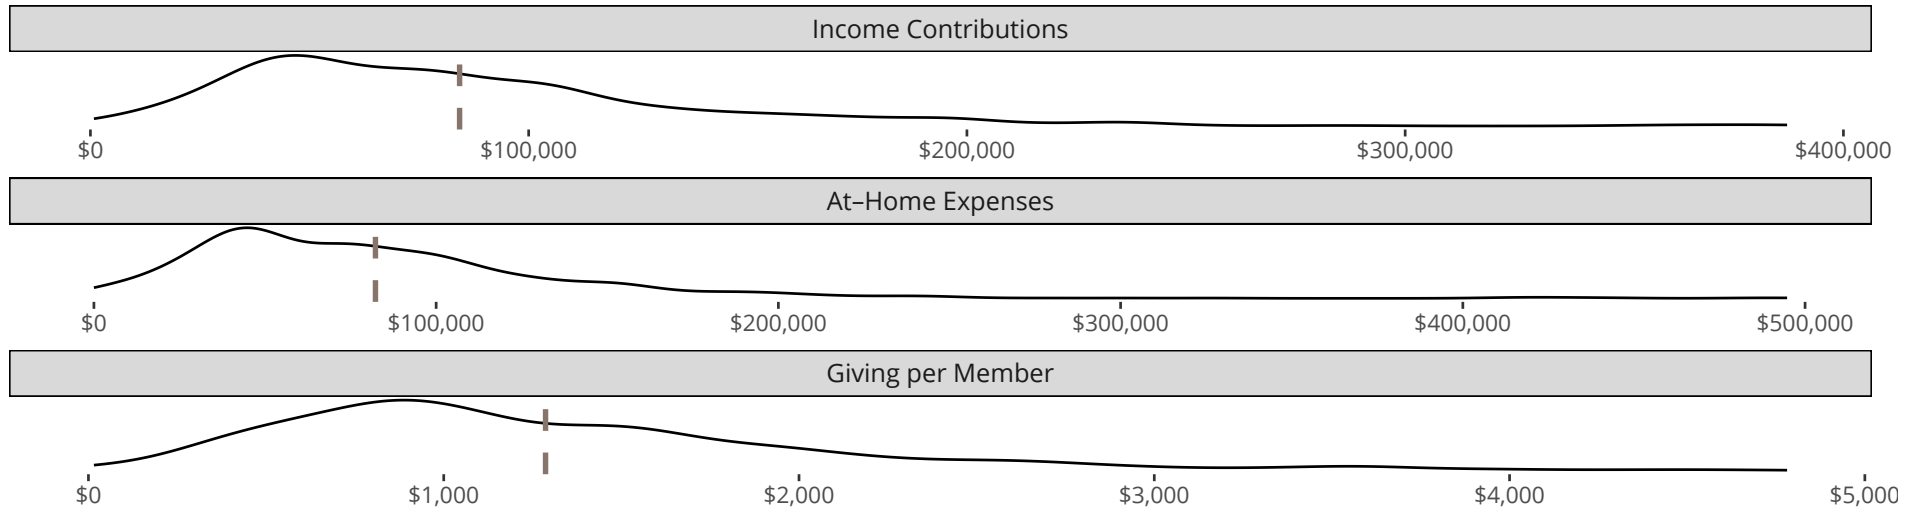 Income Contributions
$0 $100,000 $200,000 $300,000 $400,000
At–Home Expenses
$0 $100,000 $200,000 $300,000 $400,000 $500,000
Giving per Member
$0 $1,000 $2,000 $3,000 $4,000 $5,000